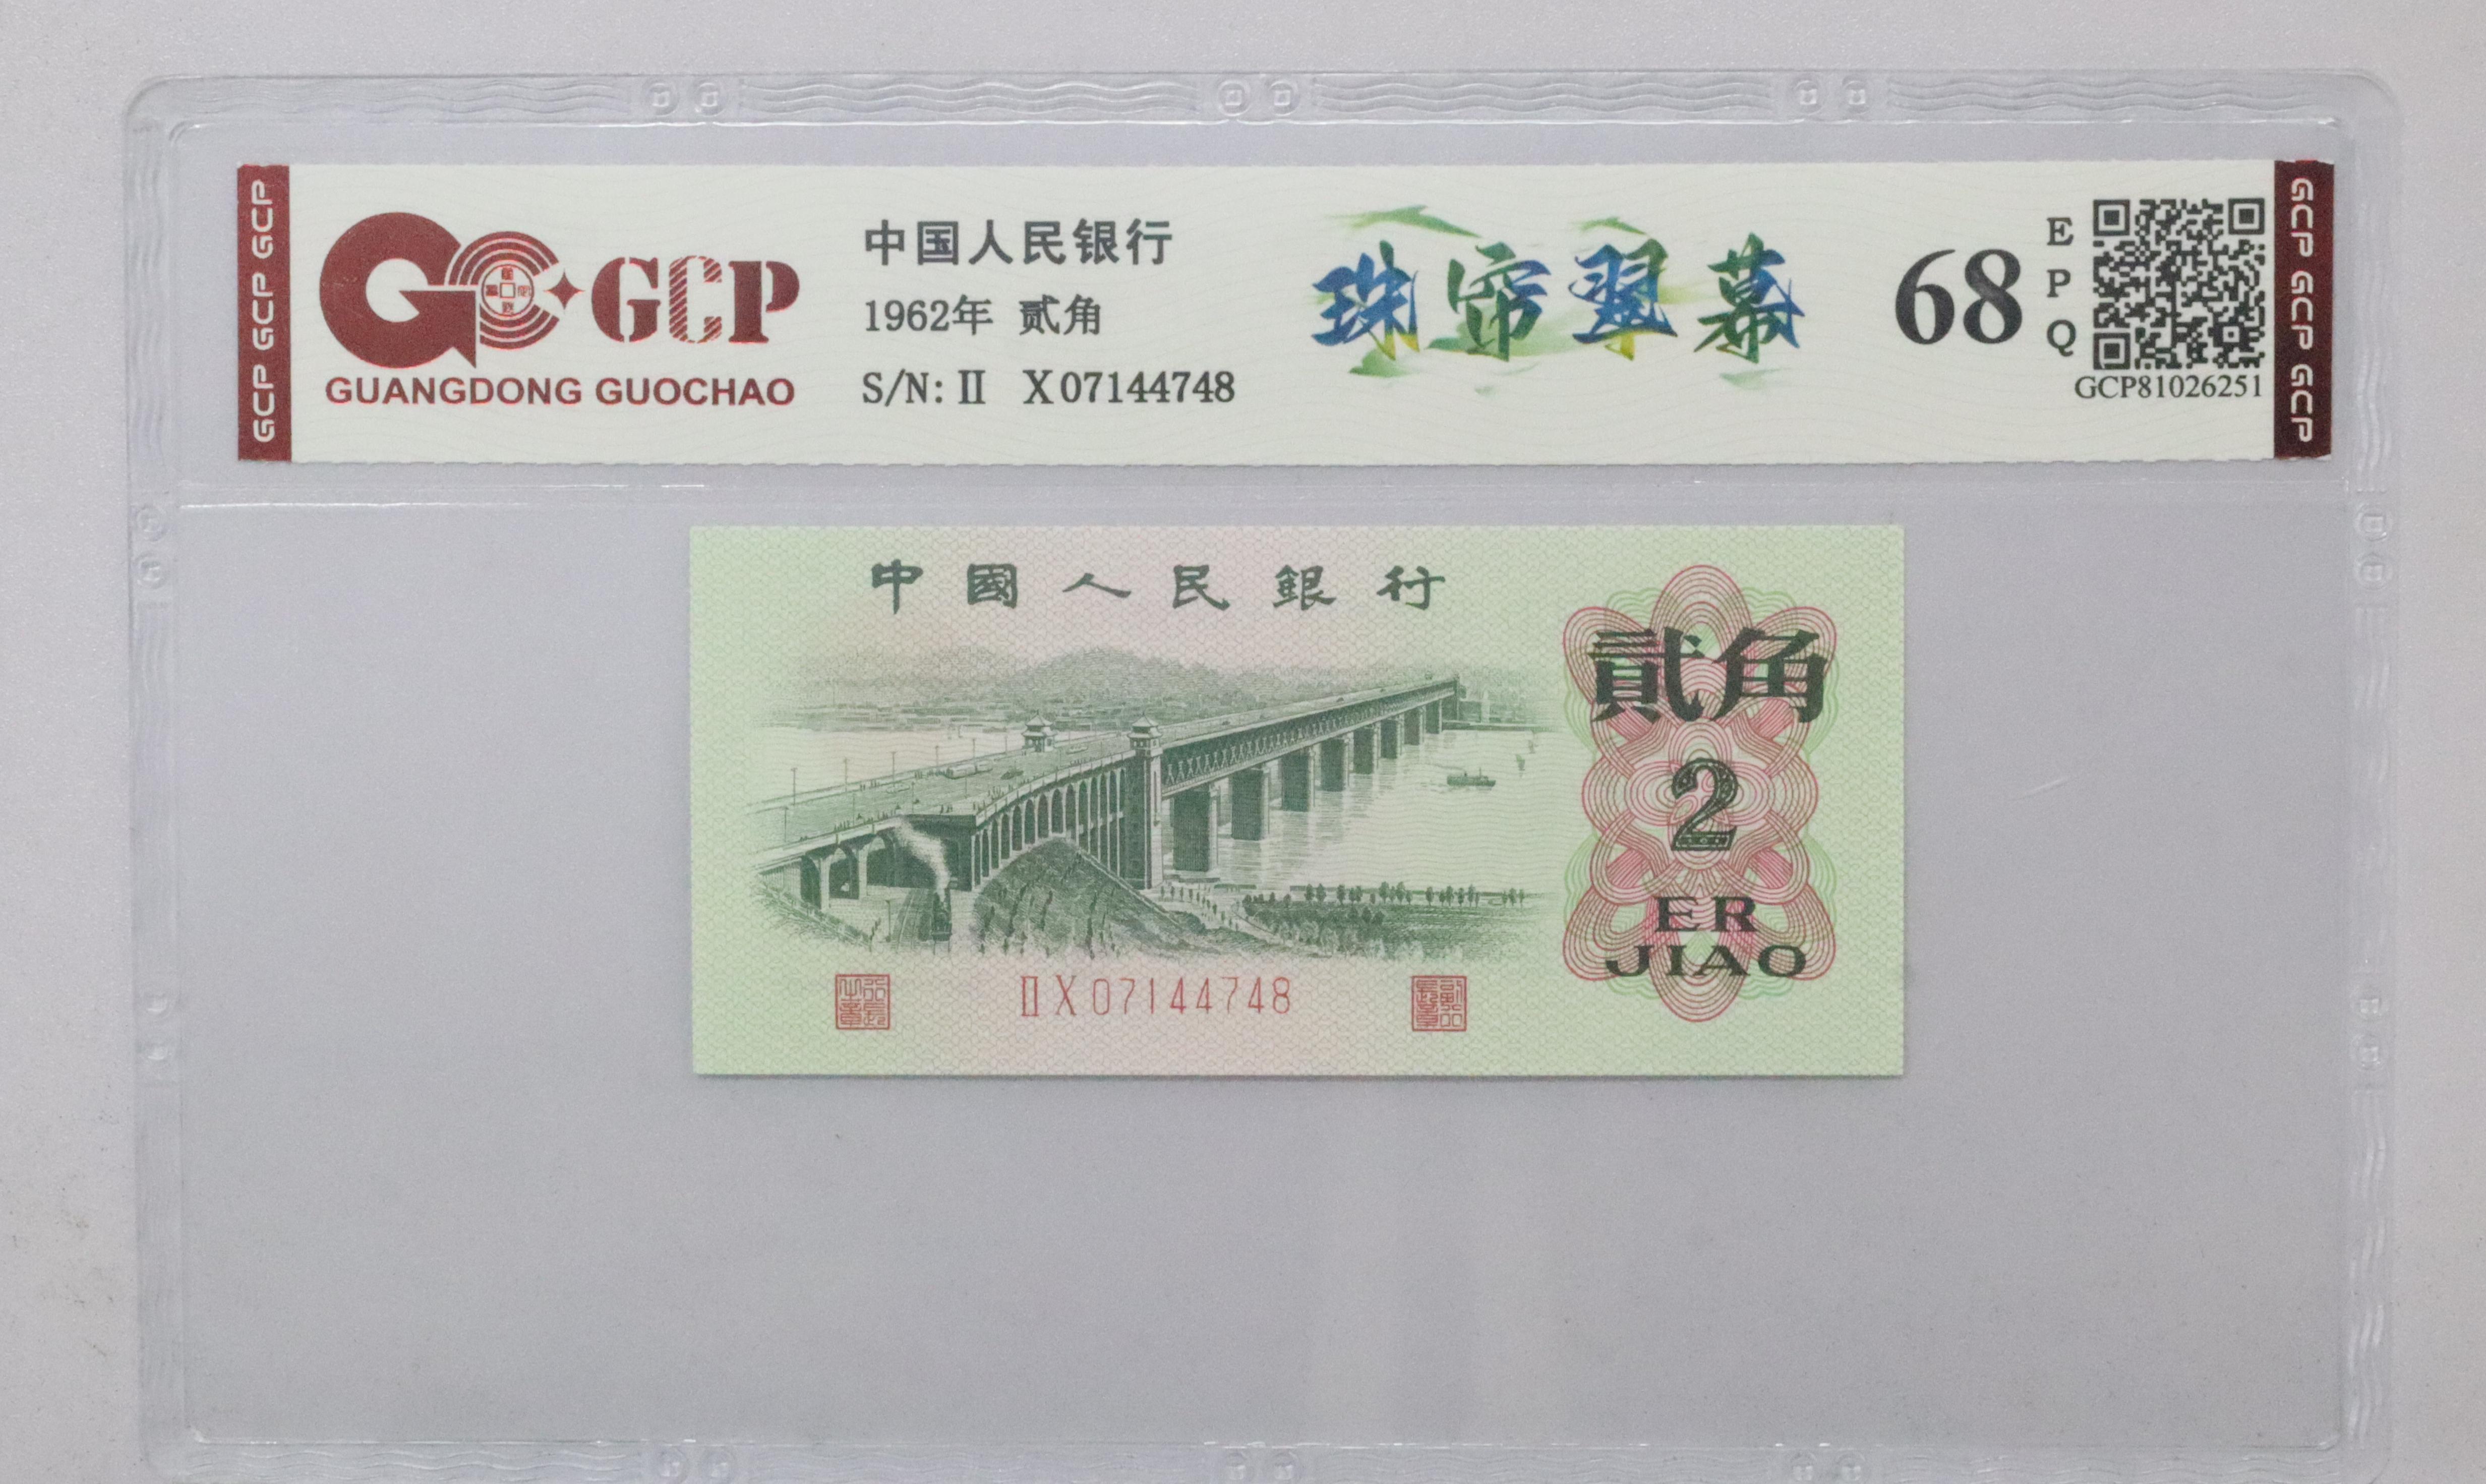 GCP GCP GCP
GCP
GUANGDONG GUOCHAO
中国人民银行
1962年 贰角
S/N: II X07144748
珠帘翠幕
68
EPQ
GCP81026251
GCP GCP GCP
中國人民銀行
貳角
2
ER
JIAO
II X07144748